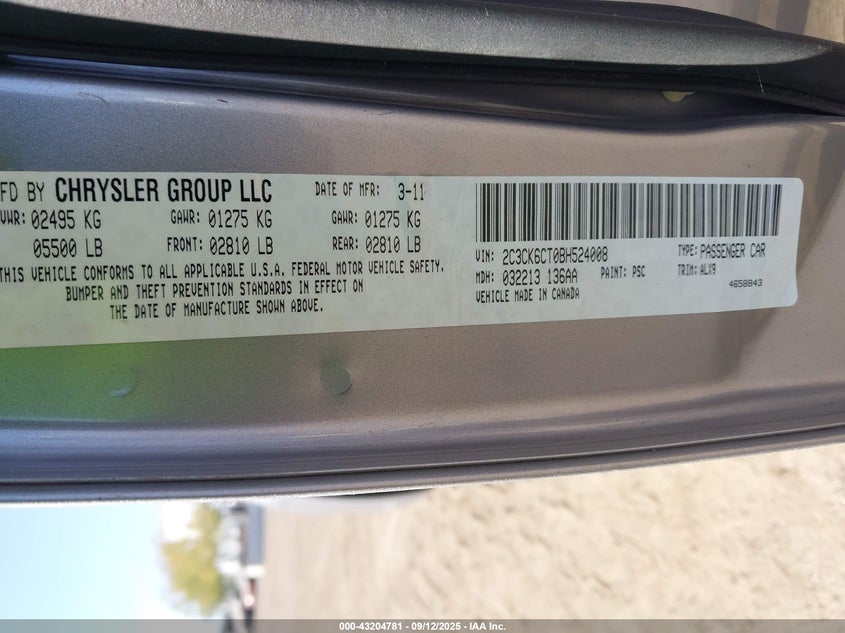 FD BY CHRYSLER GROUP LLC DATE OF MFR: 3-11
VWR: 02495 KG GAWR: 01275 KG GAWR: 01275 KG
05500 LB FRONT: 02810 LB REAR: 02810 LB
THIS VEHICLE CONFORMS TO ALL APPLICABLE U.S.A. FEDERAL MOTOR VEHICLE SAFETY,
BUMPER AND THEFT PREVENTION STANDARDS IN EFFECT ON
THE DATE OF MANUFACTURE SHOWN ABOVE.
VIN: 2C3CK6CT0BH524008 TYPE: PASSENGER CAR
MDH: 032213 136AA PAINT: PSC TRIM: ALX9
VEHICLE MADE IN CANADA 4658843
000-43204781 - 09/12/2025 - IAA Inc.